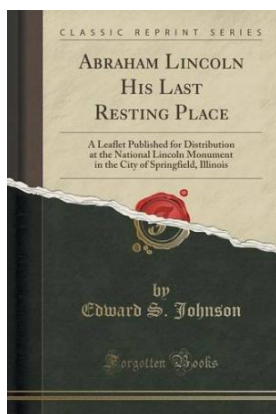 CLASSIC REPRINT SERIES
ABRAHAM LINCOLN
HIS LAST
RESTING PLACE
A Leaflet Published for Distribution
at the National Lincoln Monument
in the City of Springfield, Illinois
by
Edward S. Johnson
Forgotten Books